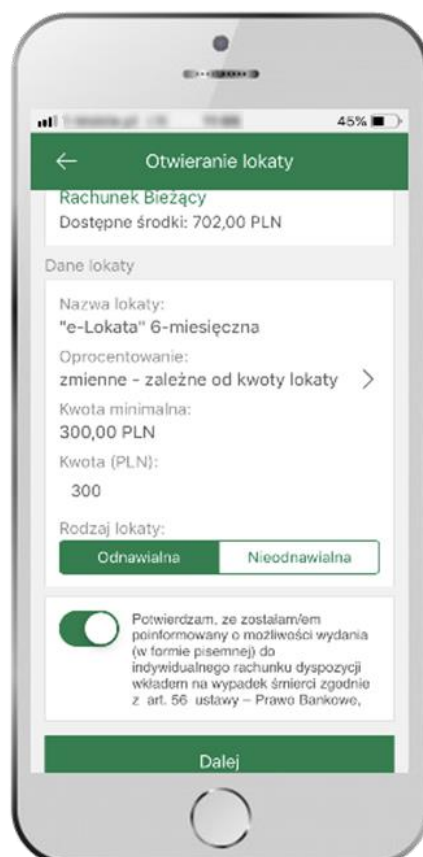 45%
Otwieranie lokaty
Rachunek Bieżący
Dostępne środki: 702,00 PLN
Dane lokaty
Nazwa lokaty:
"e-Lokata" 6-miesięczna
Oprocentowanie:
zmienne - zależne od kwoty lokaty
Kwota minimalna:
300,00 PLN
Kwota (PLN):
300
Rodzaj lokaty:
Odnawialna Nieodnawialna
Potwierdzam, ze zostałam/em
poinformowany o możliwości wydania
(w formie pisemnej) do
indywidualnego rachunku dyspozycji
wkładem na wypadek śmierci zgodnie
z art. 56 ustawy – Prawo Bankowe,
Dalej